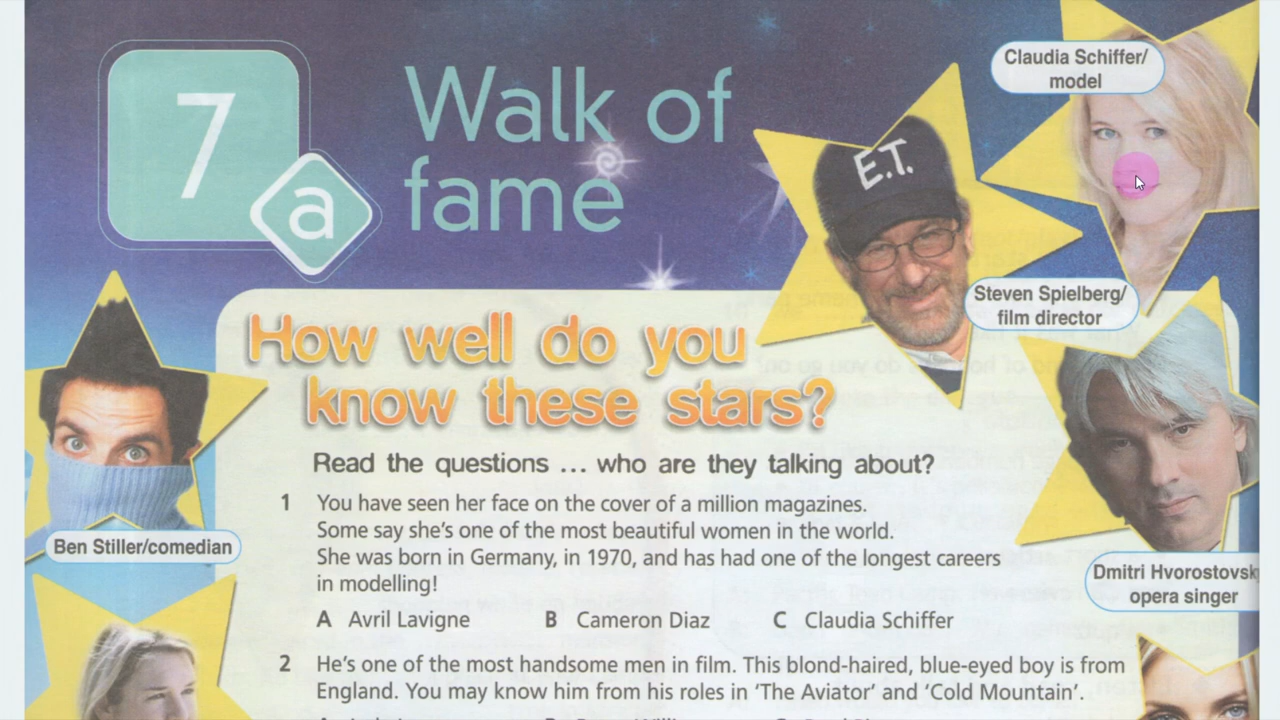 7
a
Walk of
fame
Claudia Schiffer/
model
E.T.
Steven Spielberg/
film director
How well do you
know these stars?
Read the questions ... who are they talking about?
Ben Stiller/comedian
Dmitri Hvorostovsk
opera singer
1 You have seen her face on the cover of a million magazines.
Some say she's one of the most beautiful women in the world.
She was born in Germany, in 1970, and has had one of the longest careers
in modelling!
A Avril Lavigne B Cameron Diaz C Claudia Schiffer
2 He's one of the most handsome men in film. This blond-haired, blue-eyed boy is from
England. You may know him from his roles in 'The Aviator' and 'Cold Mountain'.